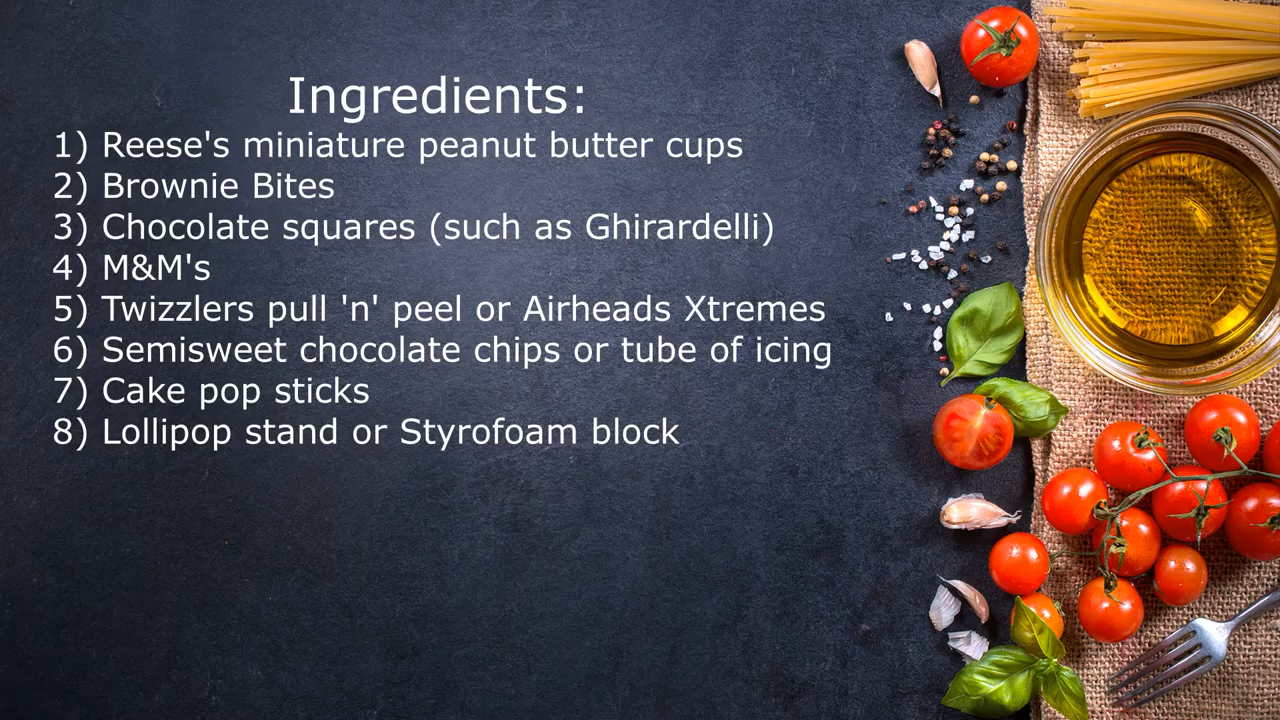 Ingredients:
1) Reese's miniature peanut butter cups
2) Brownie Bites
3) Chocolate squares (such as Ghirardelli)
4) M&M's
5) Twizzlers pull 'n' peel or Airheads Xtremes
6) Semisweet chocolate chips or tube of icing
7) Cake pop sticks
8) Lollipop stand or Styrofoam block